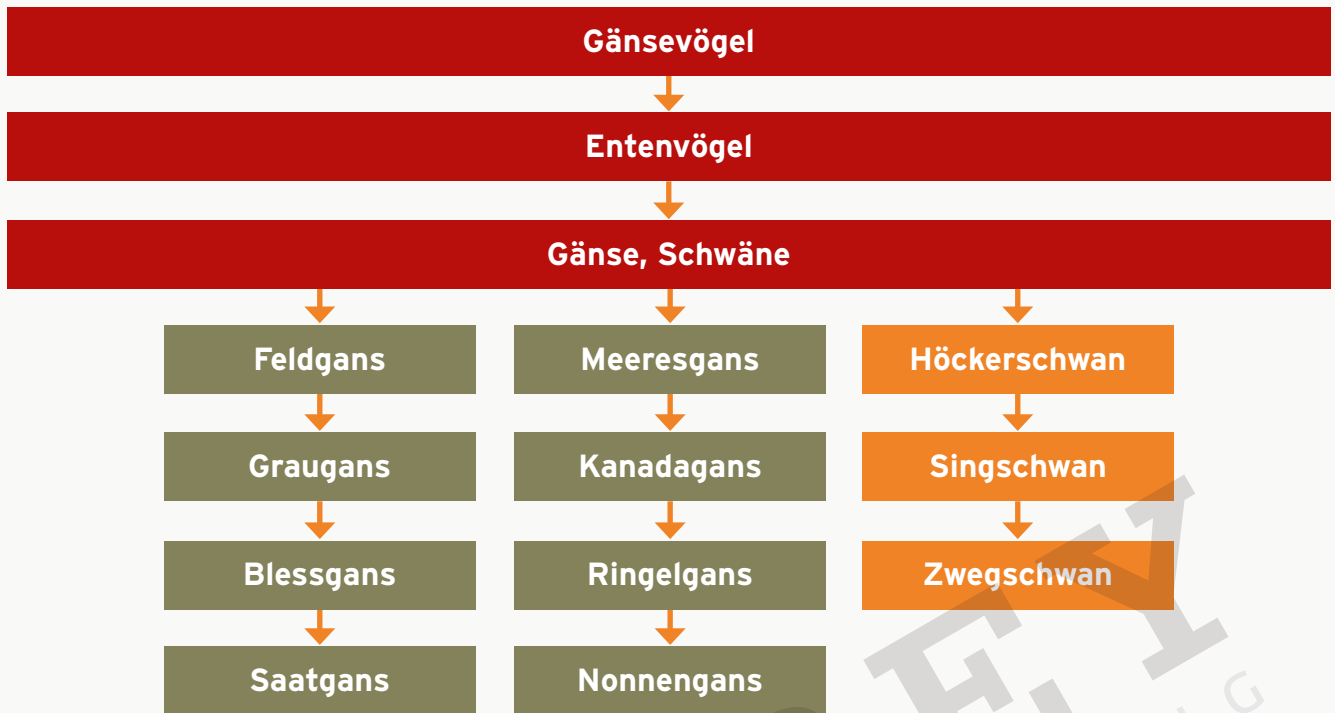 Gänsevögel
Entenvögel
Gänse, Schwäne
Feldgans
Meeresgans
Höckerschwan
Graugans
Kanadagans
Singschwan
Blessgans
Ringelgans
Zwegschwan
Saatgans
Nonnengans